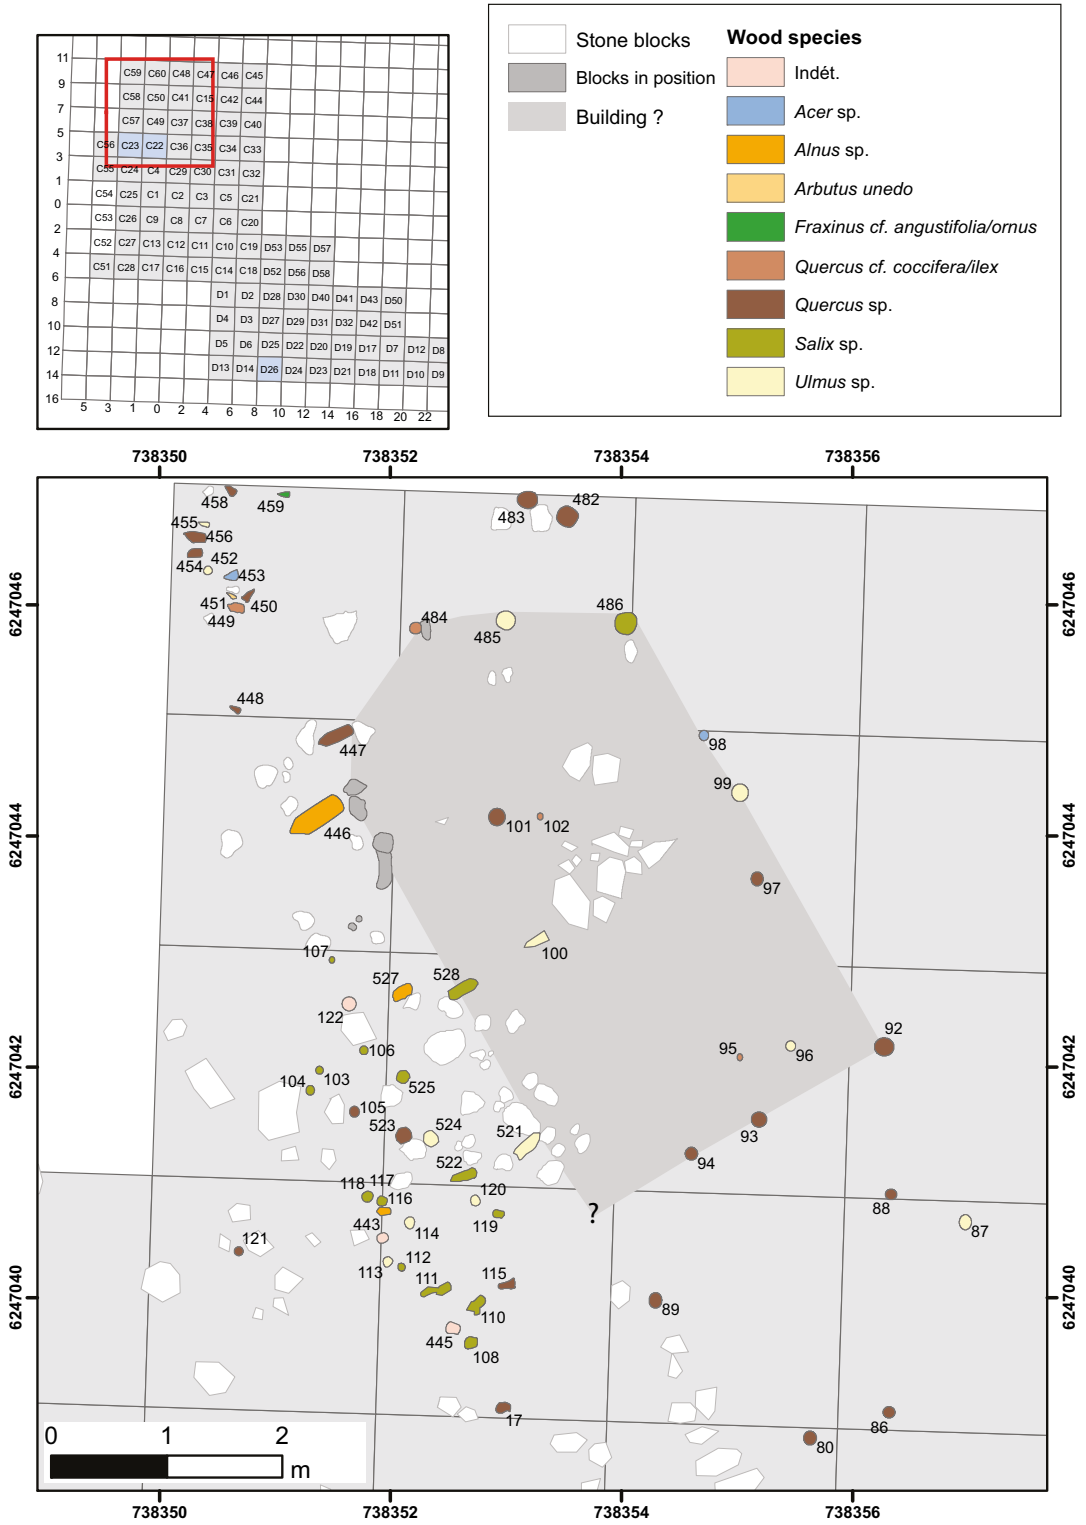 11
9
7
5
3
1
0
2
4
6
8
10
12
14
16
C59 C60 C48 C47 C46 C45
C58 C50 C41 C15 C42 C44
C57 C49 C37 C38 C39 C40
C56 C23 C22 C36 C35 C34 C33
C55 C24 C4 C29 C30 C31 C32
C54 C25 C1 C2 C3 C5 C21
C53 C26 C9 C8 C7 C6 C20
C52 C27 C13 C12 C11 C10 C19 D53 D55 D57
C51 C28 C17 C16 C15 C14 C18 D52 D56 D58
D1 D2 D28 D30 D40 D41 D43 D50
D4 D3 D27 D29 D31 D32 D42 D51
D5 D6 D25 D22 D20 D19 D17 D7 D12 D8
D13 D14 D26 D24 D23 D21 D18 D11 D10 D9
5 3 1 0 2 4 6 8 10 12 14 16 18 20 22
Stone blocks
Blocks in position
Building ?
Wood species
Indét.
Acer sp.
Alnus sp.
Arbutus unedo
Fraxinus cf. angustifolia/ornus
Quercus cf. coccifera/ilex
Quercus sp.
Salix sp.
Ulmus sp.
738350 738352 738354 738356
6247046
6247044
6247042
6247040
6247046
6247044
6247042
6247040
458
459
483
482
455
456
454
452
453
451
450
449
484
485
486
448
447
98
99
446
101
102
97
107
100
527
528
122
92
106
95
96
103
104
525
105
523
524
521
93
94
522
118
117
116
120
88
443
114
119
?
87
121
113
112
111
115
110
89
445
108
17
86
80
0 1 2
m
738350 738352 738354 738356